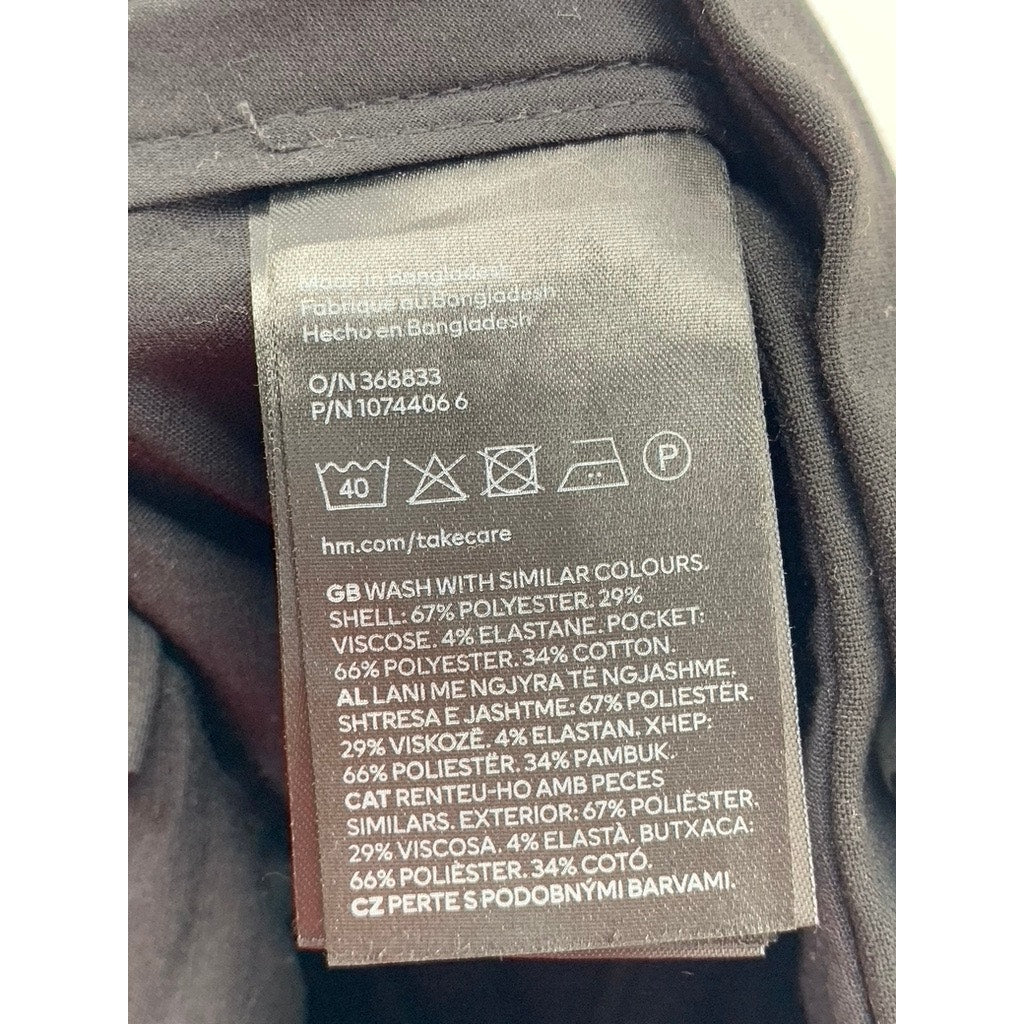 Made in Bangladesh
Fabriqué au Bangladesh
Hecho en Bangladesh
O/N 368833
P/N 1074406 6
40
P
hm.com/takecare
GB WASH WITH SIMILAR COLOURS.
SHELL: 67% POLYESTER. 29%
VISCOSE. 4% ELASTANE. POCKET:
66% POLYESTER. 34% COTTON.
AL LANI ME NGJYRA TË NGJASHME.
SHTRESA E JASHTME: 67% POLIESTËR.
29% VISKOZË. 4% ELASTAN. XHEP:
66% POLIESTËR. 34% PAMBUK.
CAT RENTEU-HO AMB PECES
SIMILARS. EXTERIOR: 67% POLIÈSTER.
29% VISCOSA. 4% ELASTÀ. BUTXACA:
66% POLIÈSTER. 34% COTÓ.
CZ PERTE S PODOBNÝMI BARVAMI.